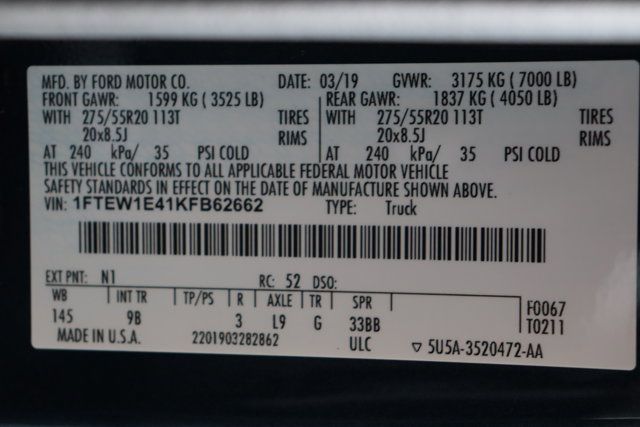 MFD. BY FORD MOTOR CO. DATE: 03/19 GVWR: 3175 KG ( 7000 LB)
FRONT GAWR: 1599 KG ( 3525 LB) REAR GAWR: 1837 KG ( 4050 LB)
WITH 275/55R20 113T TIRES WITH 275/55R20 113T TIRES
20x8.5J RIMS 20x8.5J RIMS
AT 240 kPa/ 35 PSI COLD AT 240 kPa/ 35 PSI COLD
THIS VEHICLE CONFORMS TO ALL APPLICABLE FEDERAL MOTOR VEHICLE
SAFETY STANDARDS IN EFFECT ON THE DATE OF MANUFACTURE SHOWN ABOVE.
VIN: 1FTEW1E41KFB62662 TYPE: Truck
EXT PNT: N1 RC: 52 DSO:
WB INT TR TP/PS R AXLE TR SPR F0067
145 9B 3 L9 G 33BB T0211
MADE IN U.S.A. 2201903282862 ULC ▽ 5U5A-3520472-AA